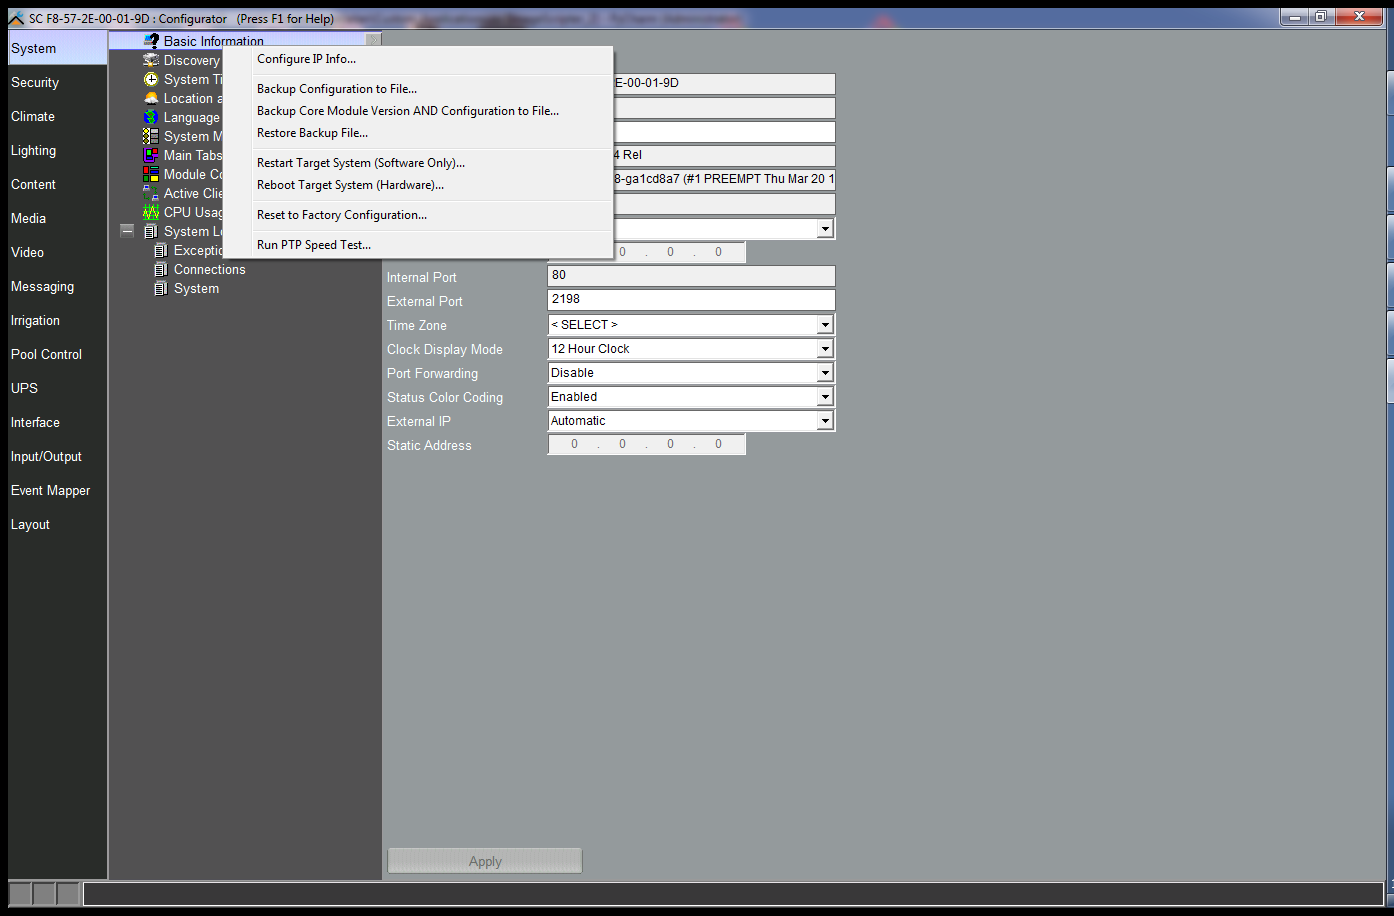 SC F8-57-2E-00-01-9D : Configurator (Press F1 for Help)
System
Security
Climate
Lighting
Content
Media
Video
Messaging
Irrigation
Pool Control
UPS
Interface
Input/Output
Event Mapper
Layout
Basic Information
Discovery
System Ti
Location a
Language
System M
Main Tabs
Module Co
Active Clie
CPU Usag
System Lo
Exceptio
Connections
System
Configure IP Info...
Backup Configuration to File...
Backup Core Module Version AND Configuration to File...
Restore Backup File...
Restart Target System (Software Only)...
Reboot Target System (Hardware)...
Reset to Factory Configuration...
Run PTP Speed Test...
E-00-01-9D
4 Rel
8-ga1cd8a7 (#1 PREEMPT Thu Mar 20 1
0 . 0 . 0
Internal Port 80
External Port 2198
Time Zone < SELECT >
Clock Display Mode 12 Hour Clock
Port Forwarding Disable
Status Color Coding Enabled
External IP Automatic
Static Address 0 . 0 . 0 . 0
Apply